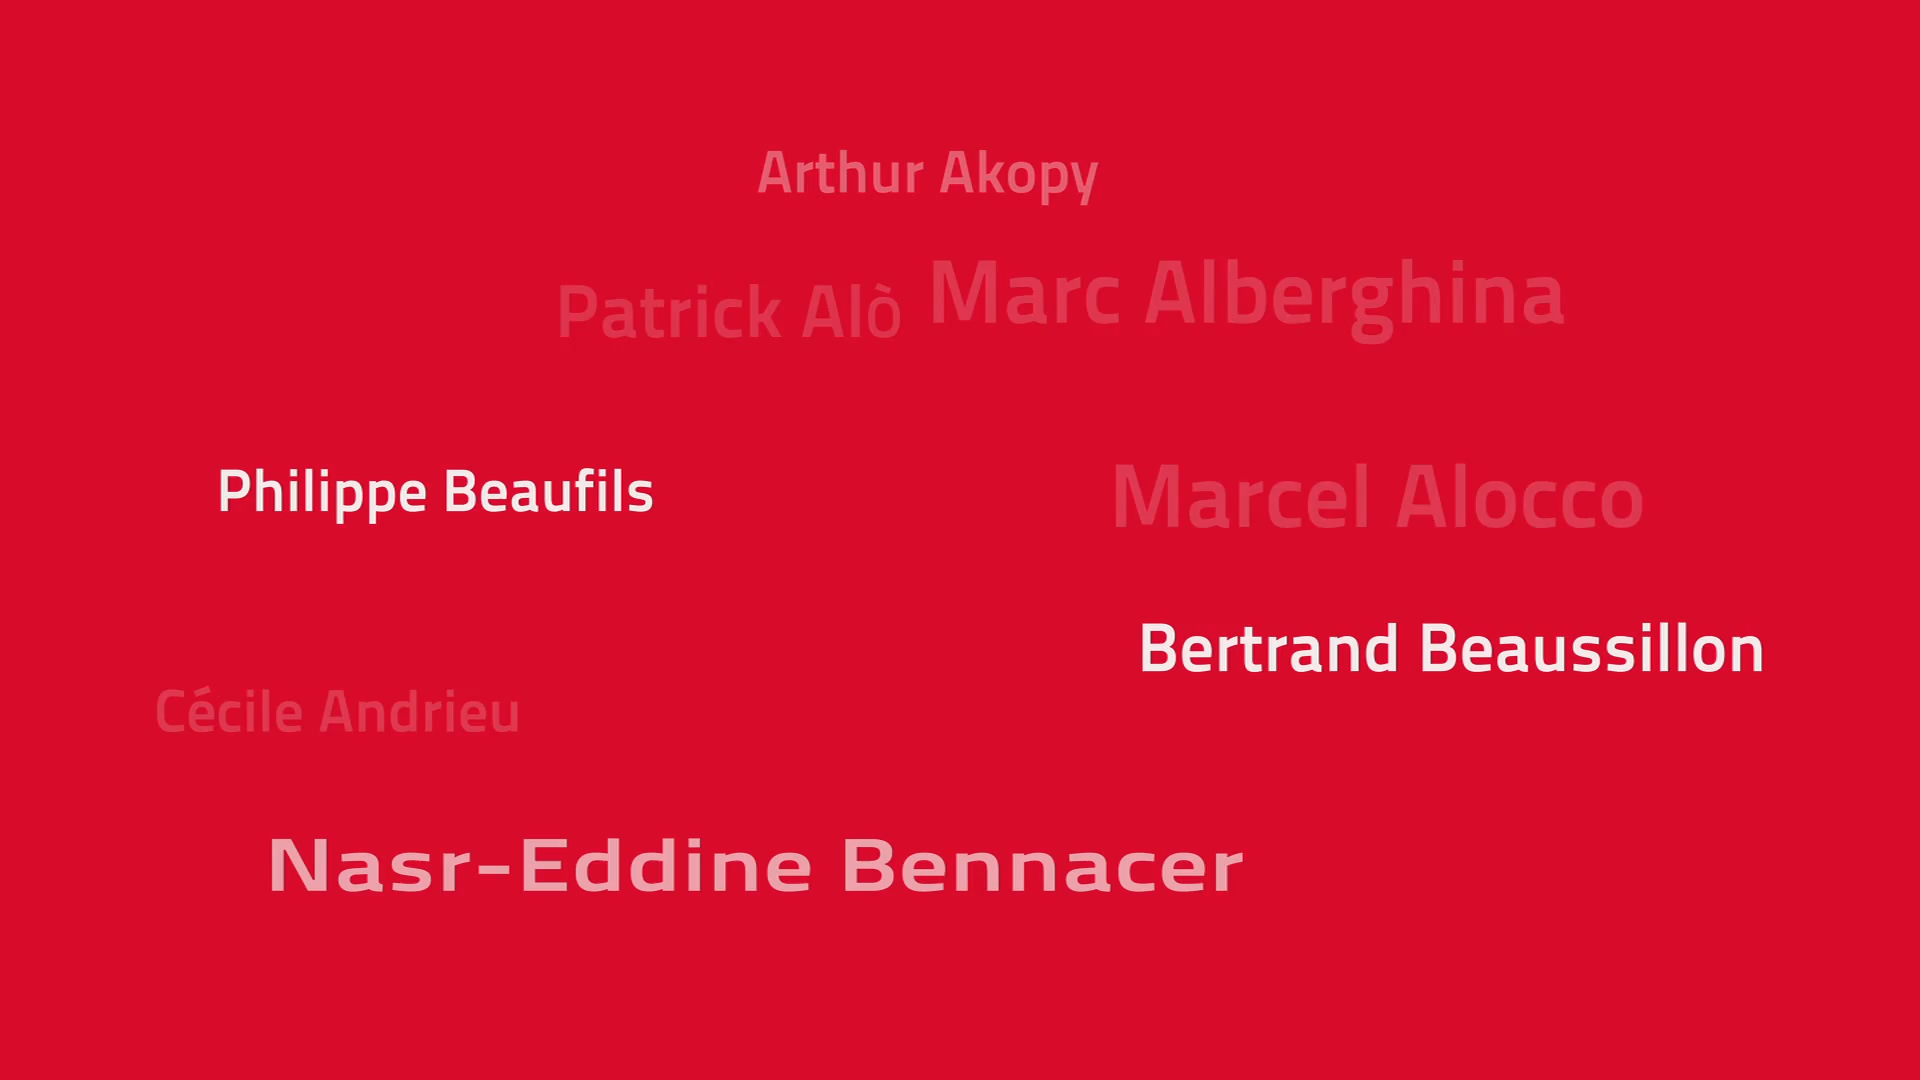 Arthur Akopy
Patrick Alò
Marc Alberghina
Philippe Beaufils
Marcel Alocco
Bertrand Beaussillon
Cécile Andrieu
Nasr-Eddine Bennacer